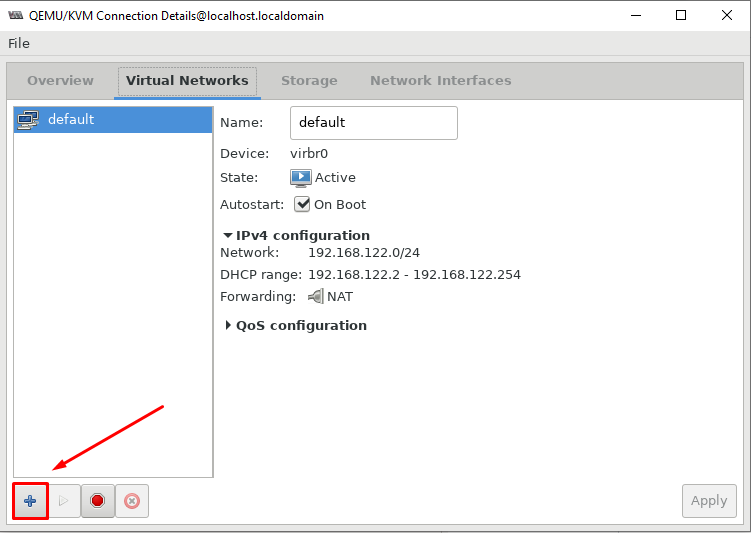 QEMU/KVM Connection Details@localhost.localdomain
File
Overview Virtual Networks Storage Network Interfaces
default
Name: default
Device: virbr0
State: Active
Autostart: On Boot
IPv4 configuration
Network: 192.168.122.0/24
DHCP range: 192.168.122.2 - 192.168.122.254
Forwarding: NAT
QoS configuration
Apply